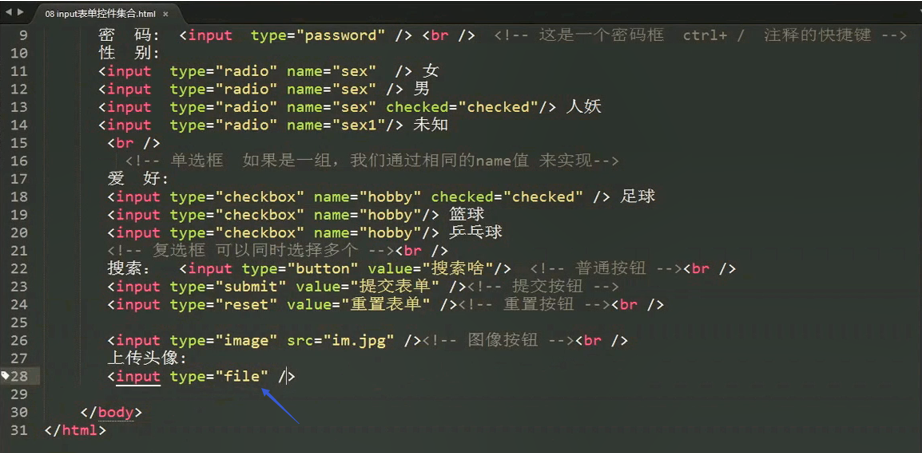 08 input表单控件集合.html ×
9 密 码: <input type="password" /> <br /> <!-- 这是一个密码框 ctrl+ / 注释的快捷键 -->
10 性 别:
11 <input type="radio" name="sex" /> 女
12 <input type="radio" name="sex" /> 男
13 <input type="radio" name="sex" checked="checked"/> 人妖
14 <input type="radio" name="sex1"/> 未知
15 <br />
16 <!-- 单选框 如果是一组，我们通过相同的name值 来实现-->
17 爱 好:
18 <input type="checkbox" name="hobby" checked="checked" /> 足球
19 <input type="checkbox" name="hobby"/> 篮球
20 <input type="checkbox" name="hobby"/> 乒乓球
21 <!-- 复选框 可以同时选择多个 --><br />
22 搜索： <input type="button" value="搜索啥"/> <!-- 普通按钮 --><br />
23 <input type="submit" value="提交表单" /><!-- 提交按钮 -->
24 <input type="reset" value="重置表单" /><!-- 重置按钮 --><br />
25
26 <input type="image" src="im.jpg" /><!-- 图像按钮 --><br />
27 上传头像:
28 <input type="file" />
29
30 </body>
31 </html>